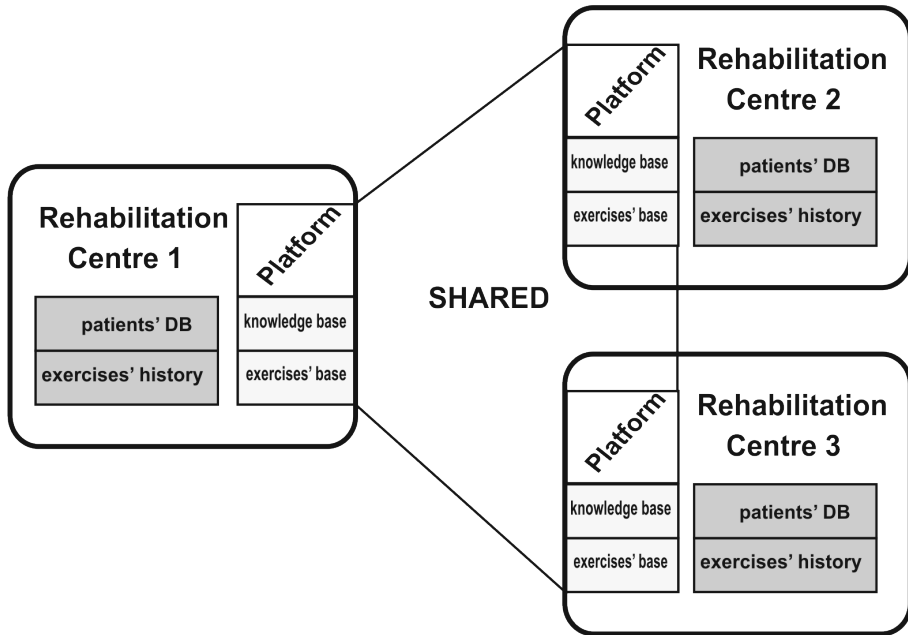 Rehabilitation
Centre 1
Platform
knowledge base
exercises' base
patients' DB
exercises' history
SHARED
Platform
knowledge base
exercises' base
Rehabilitation
Centre 2
patients' DB
exercises' history
Platform
knowledge base
exercises' base
Rehabilitation
Centre 3
patients' DB
exercises' history